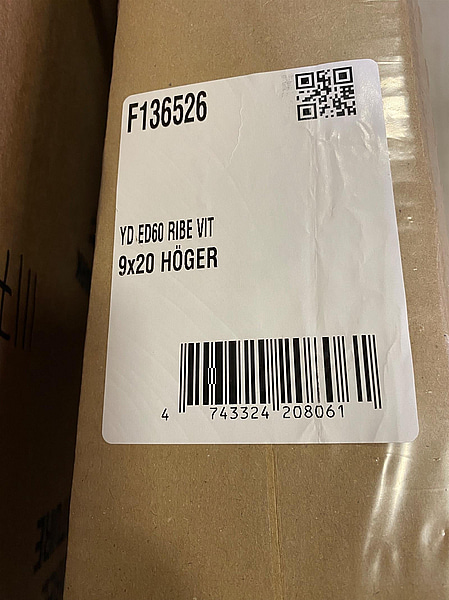 F136526
YD ED60 RIBE VIT
9x20 HÖGER
4 743324 208061